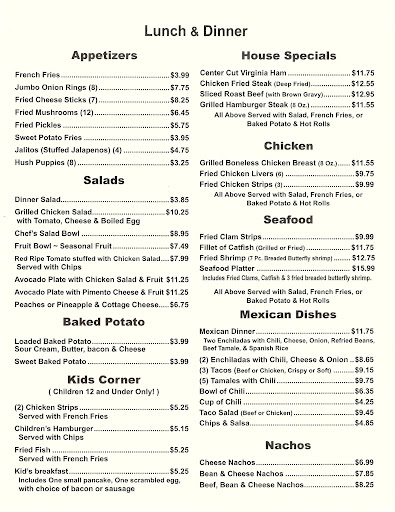 Lunch & Dinner
Appetizers
French Fries...............................$3.99
Jumbo Onion Rings (8)....................$7.75
Fried Cheese Sticks (7)....................$8.25
Fried Mushrooms (12)......................$6.45
Fried Pickles...............................$5.75
Sweet Potato Fries.........................$3.95
Jalitos (Stuffed Jalapenos) (4)............$4.75
Hush Puppies (8)..........................$3.25
Salads
Dinner Salad...............................$3.85
Grilled Chicken Salad.....................$10.25
with Tomato, Cheese & Boiled Egg
Chef's Salad Bowl.........................$8.95
Fruit Bowl ~ Seasonal Fruit................$7.49
Red Ripe Tomato stuffed with Chicken Salad....$7.99
Served with Chips
Avocado Plate with Chicken Salad & Fruit $11.25
Avocado Plate with Pimento Cheese & Fruit $11.25
Peaches or Pineapple & Cottage Cheese.....$6.75
Baked Potato
Loaded Baked Potato.......................$3.99
Sour Cream, Butter, bacon & Cheese
Sweet Baked Potato........................$3.99
Kids Corner
( Children 12 and Under Only! )
(2) Chicken Strips.........................$5.25
Served with French Fries
Children's Hamburger......................$5.15
Served with Chips
Fried Fish.................................$5.25
Served with French Fries
Kid's breakfast............................$5.25
Includes One small pancake, One scrambled egg,
with choice of bacon or sausage
House Specials
Center Cut Virginia Ham...................$11.75
Chicken Fried Steak (Deep Fried)..........$12.55
Sliced Roast Beef (with Brown Gravy)......$12.95
Grilled Hamburger Steak (8 Oz.)...........$11.55
All Above Served with Salad, French Fries, or
Baked Potato & Hot Rolls
Chicken
Grilled Boneless Chicken Breast (8 Oz.)......$11.55
Fried Chicken Livers (6)...................$9.75
Fried Chicken Strips (3)...................$9.99
All Above Served with Salad, French Fries, or
Baked Potato & Hot Rolls
Seafood
Fried Clam Strips..........................$9.99
Fillet of Catfish (Grilled or Fried).......$11.75
Fried Shrimp (7 Pc. Breaded Butterfly shrimp).........$12.75
Seafood Platter...........................$15.99
Includes Fried Clams, Catfish & 3 fried breaded butterfly shrimp.
All Above Served with Salad, French Fries, or
Baked Potato & Hot Rolls
Mexican Dishes
Mexican Dinner............................$11.75
Two Enchiladas with Chili, Cheese, Onion, Refried Beans,
Beef Tamale, & Spanish Rice
(2) Enchiladas with Chili, Cheese & Onion ..$8.65
(3) Tacos (Beef or Chicken, Crispy or Soft) .........$9.15
(5) Tamales with Chili.....................$9.75
Bowl of Chili..............................$6.35
Cup of Chili...............................$4.25
Taco Salad (Beef or Chicken)...............$9.45
Chips & Salsa..............................$4.85
Nachos
Cheese Nachos..............................$6.99
Bean & Cheese Nachos.......................$7.85
Beef, Bean & Cheese Nachos.................$8.25